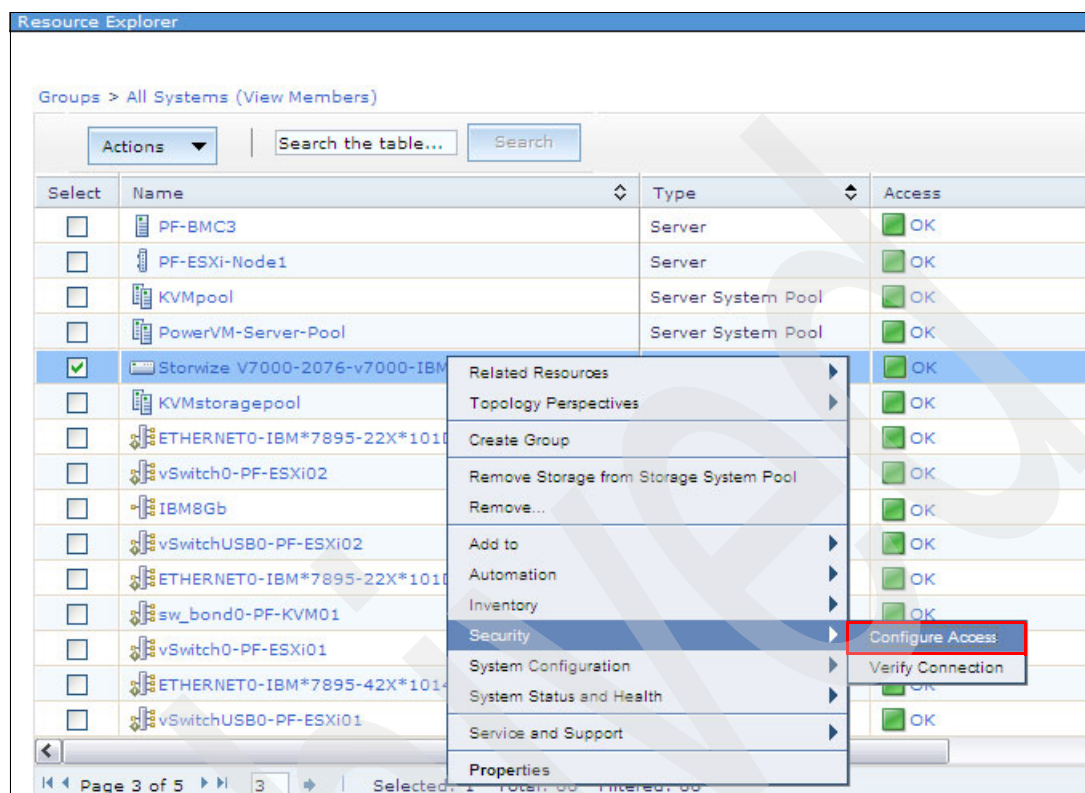 Resource Explorer
Groups > All Systems (View Members)
Actions Search the table... Search
Select Name Type Access
PF-BMC3 Server OK
PF-ESXi-Node1 Server OK
KVMpool Server System Pool OK
PowerVM-Server-Pool Server System Pool OK
Storwize V7000-2076-v7000-IBM OK
KVMstoragepool OK
ETHERNET0-IBM*7895-22X*101 OK
vSwitch0-PF-ESXi02 OK
IBM8Gb OK
vSwitchUSB0-PF-ESXi02 OK
ETHERNET0-IBM*7895-22X*101 OK
sw_bond0-PF-KVM01 OK
vSwitch0-PF-ESXi01
ETHERNET0-IBM*7895-42X*101 OK
vSwitchUSB0-PF-ESXi01 OK
Related Resources
Topology Perspectives
Create Group
Remove Storage from Storage System Pool
Remove...
Add to
Automation
Inventory
Security
System Configuration
System Status and Health
Service and Support
Properties
Configure Access
Verify Connection
Page 3 of 5 3 Selected: 1 Total: Filtered: